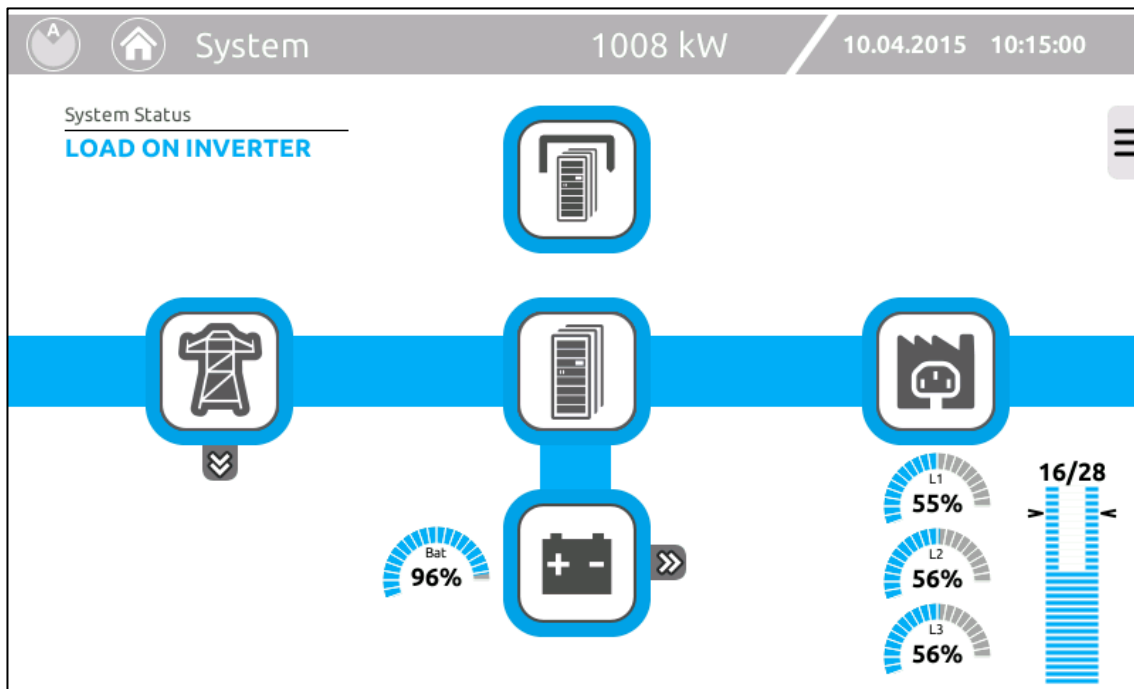 A System 1008 kW 10.04.2015 10:15:00
System Status
LOAD ON INVERTER
L1
55%
16/28
Bat
96%
L2
56%
L3
56%